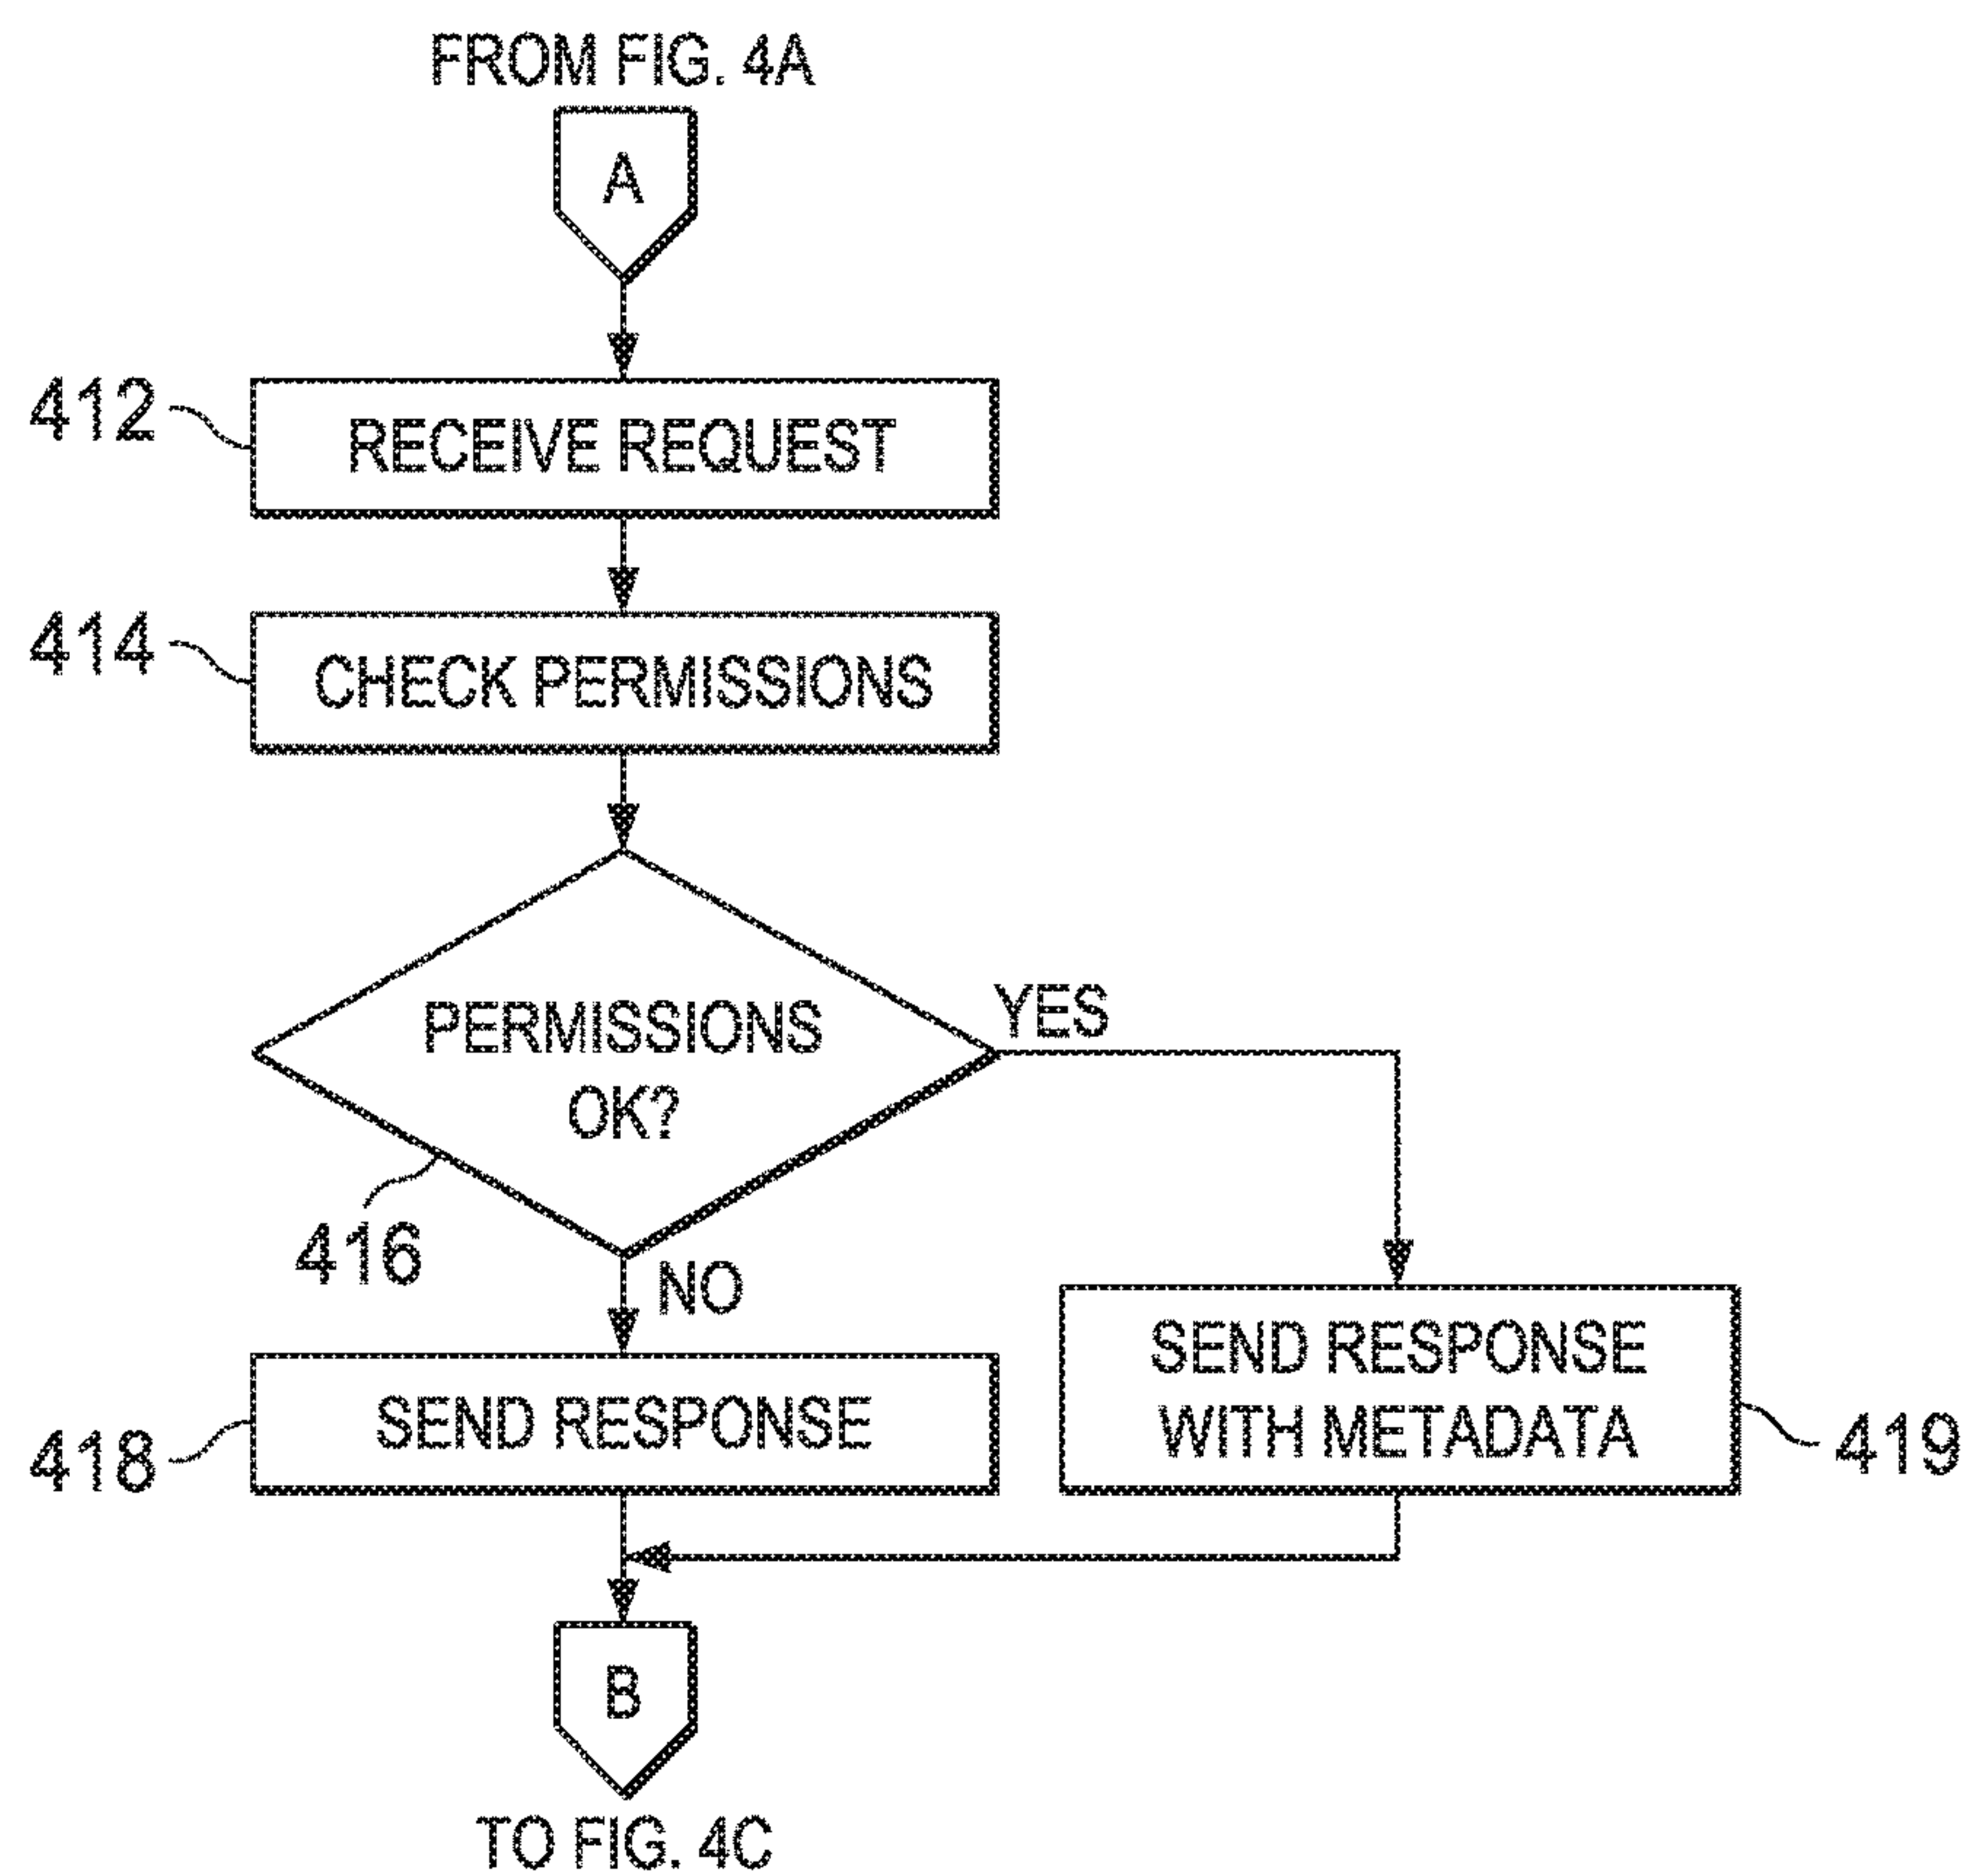 FROM FIG. 4A
A
412
RECEIVE REQUEST
414
CHECK PERMISSIONS
PERMISSIONS
OK?
YES
416
NO
418
SEND RESPONSE
SEND RESPONSE
WITH METADATA
419
B
TO FIG. 4C